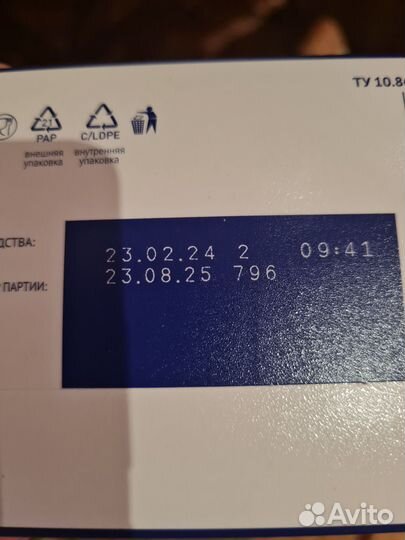 ТУ 10.8
21
PAP
C/LDPE
внешняя
упаковка
внутренняя
упаковка
ДСТВА:
23.02.24 2 09:41
ПАРТИИ:
23.08.25 796
Avito